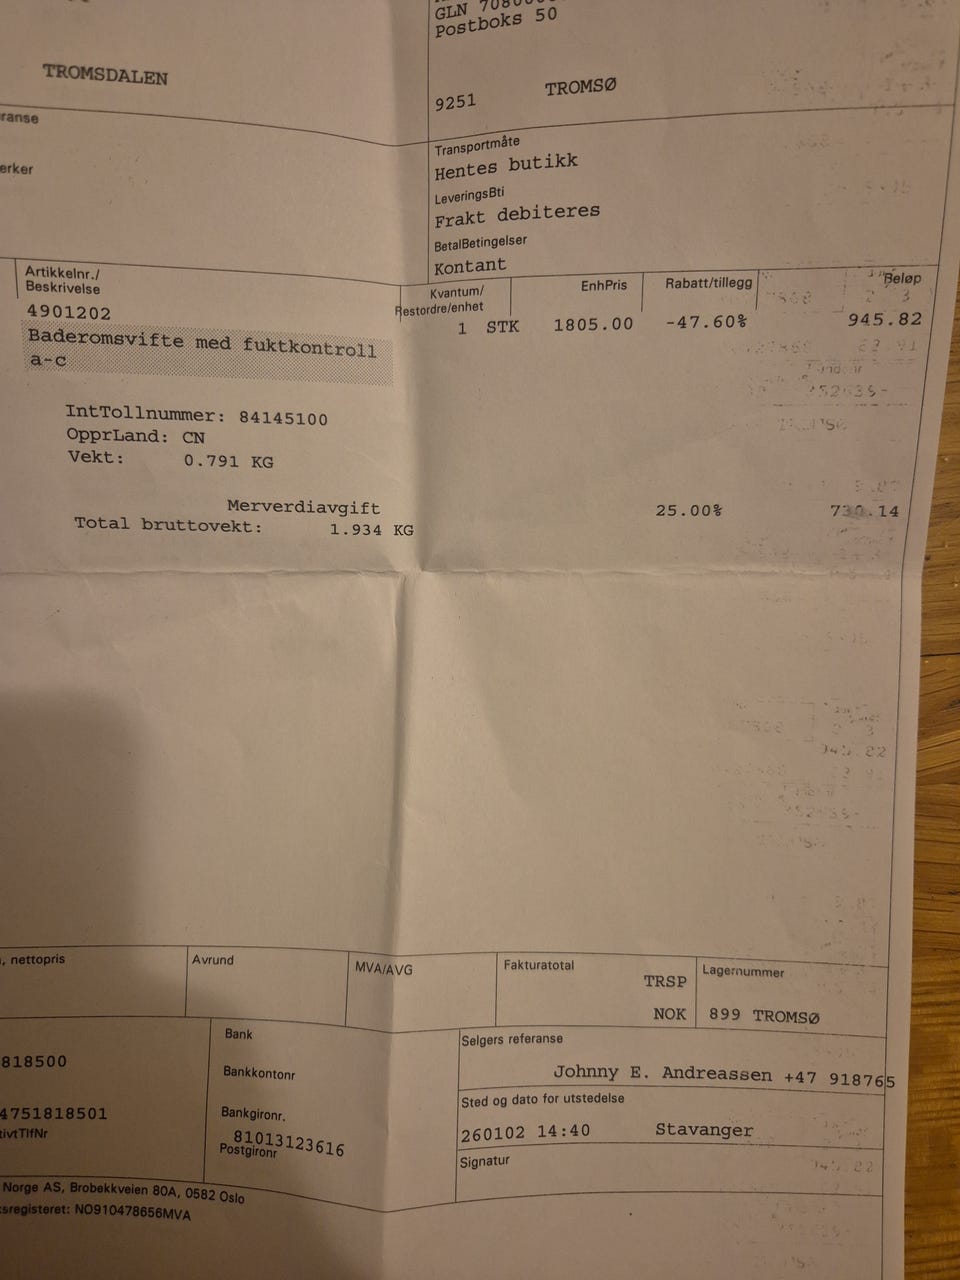 GLN
Postboks 50
TROMSDALEN
9251 TROMSØ
ranse
Transportmåte
Hentes butikk
erker
LeveringsBti
Frakt debiteres
BetalBetingelser
Kontant
Artikkelnr./
Beskrivelse
Kvantum/
Restordre/enhet
EnhPris
Rabatt/tillegg
Beløp
4901202
1 STK 1805.00 -47.60% 945.82
Baderomsvifte med fuktkontroll
a-c
IntTollnummer: 84145100
OpprLand: CN
Vekt: 0.791 KG
Merverdiavgift 25.00%
Total bruttovekt: 1.934 KG
, nettopris
Avrund
MVA/AVG
Fakturatotal
TRSP
NOK
Lagernummer
899 TROMSØ
818500
Bank
Bankkontonr
4751818501
tivtTlfNr
Bankgironr.
81013123616
Postgironr
Selgers referanse
Johnny E. Andreassen +47 918765
Sted og dato for utstedelse
260102 14:40 Stavanger
Signatur
Norge AS, Brobekkveien 80A, 0582 Oslo
sregisteret: NO910478656MVA